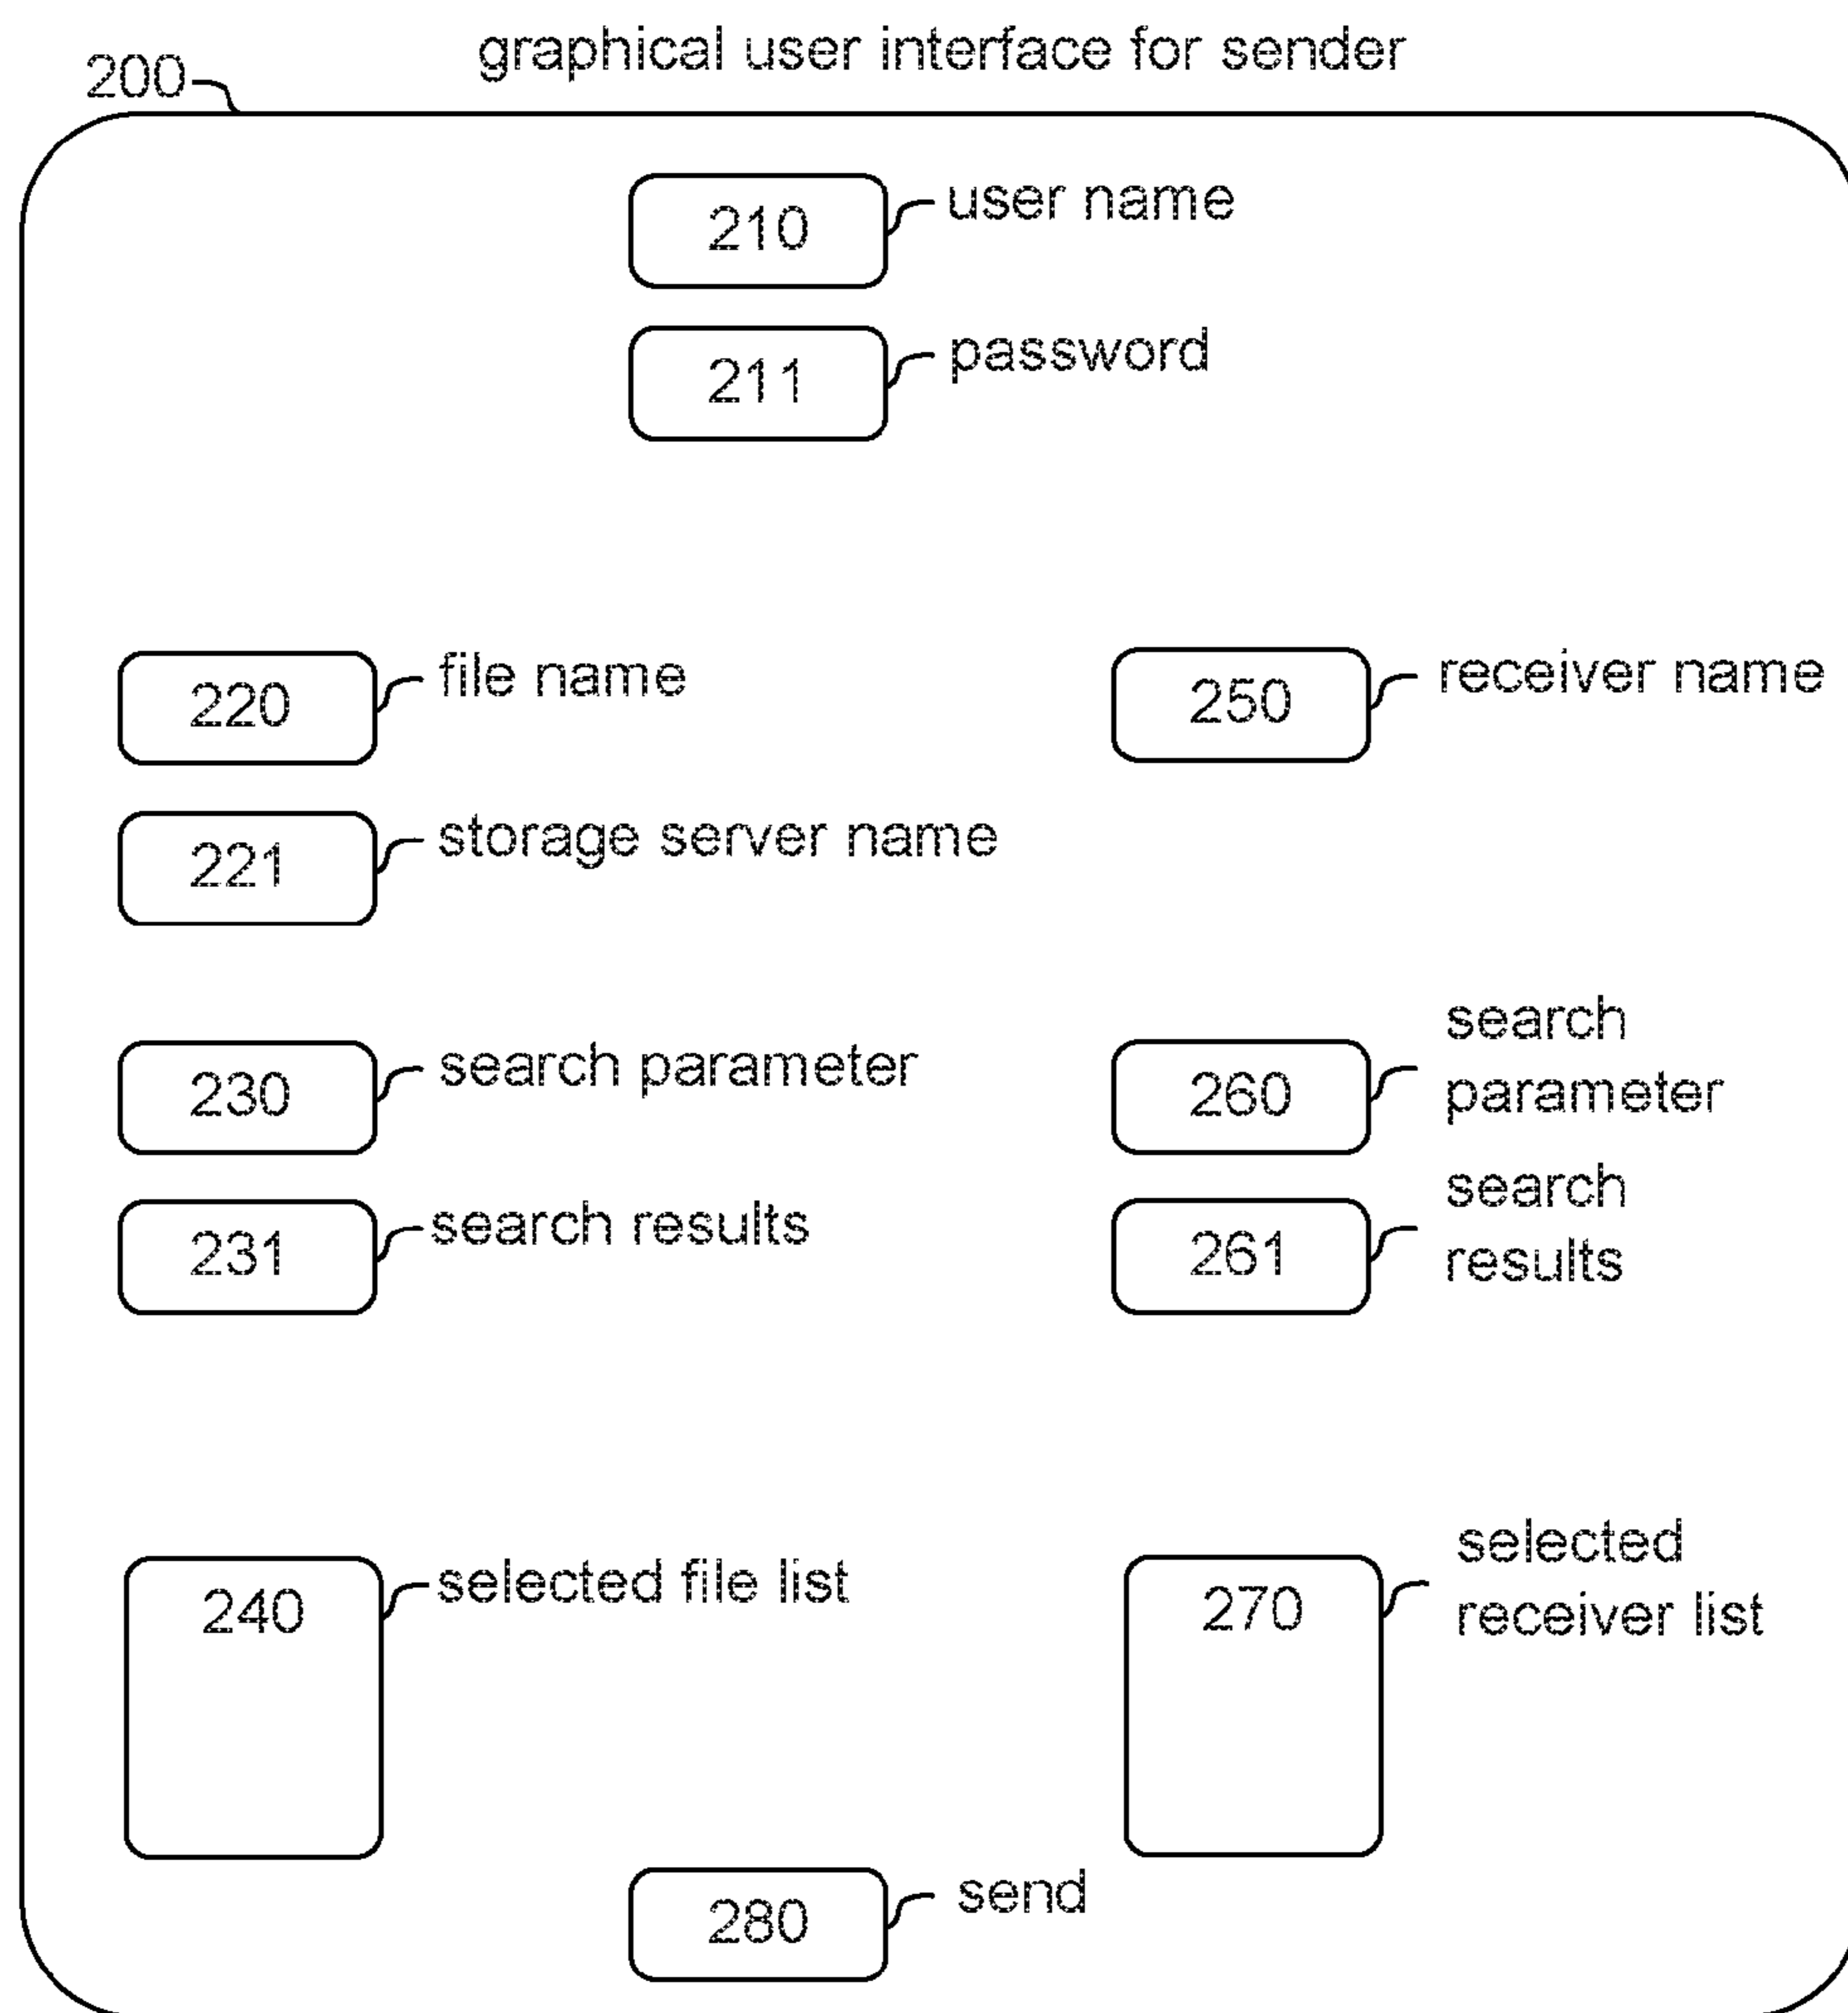 graphical user interface for sender
200
210 user name
211 password
220 file name
250 receiver name
221 storage server name
230 search parameter
260 search
parameter
231 search results
261 search
results
240 selected file list
270 selected
receiver list
280 send